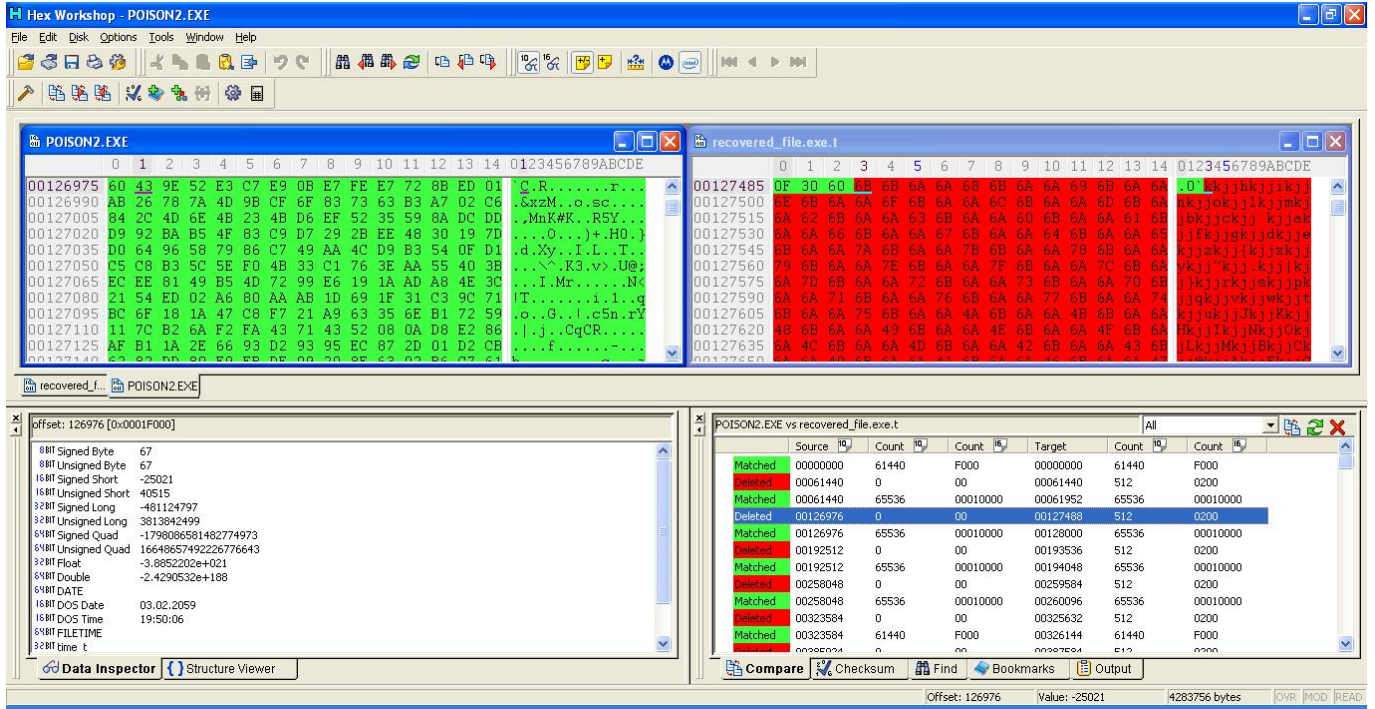 Hex Workshop - POISON2.EXE
File Edit Disk Options Tools Window Help
POISON2.EXE
0 1 2 3 4 5 6 7 8 9 10 11 12 13 14 0123456789ABCDE
00126975 60 43 9E 52 E3 C7 E9 0B E7 FE E7 72 8B ED 01 `C.R.......r...
00126990 AB 26 78 7A 4D 9B CF 6F 83 73 63 B3 A7 02 C6 .&xzM..o.sc....
00127005 84 2C 4D 6E 4B 23 4B D6 EF 52 35 59 8A DC DD .,MnK#K..R5Y...
00127020 D9 92 BA B5 4F 83 C9 D7 29 2B EE 48 30 19 7D ....O...)+.H0.}
00127035 D0 64 96 58 79 86 C7 49 AA 4C D9 B3 54 0F D1 .d.Xy..I.L..T..
00127050 C5 C8 B3 5C 5E F0 4B 33 C1 76 3E AA 55 40 3B ...\^.K3.v>.U@;
00127065 EC EE 81 49 B5 4D 72 99 E6 19 1A AD A8 4E 3C ...I.Mr......N<
00127080 21 54 ED 02 A6 80 AA AB 1D 69 1F 31 C3 9C 71 !T.......i.1..q
00127095 BC 6F 18 1A 47 C8 F7 21 A9 63 35 6E B1 72 59 .o..G..!.c5n.rY
00127110 11 7C B2 6A F2 FA 43 71 43 52 08 0A D8 E2 86 .|.j..CqCR.....
00127125 AF B1 1A 2E 66 93 D2 93 95 EC 87 2D 01 D2 CB ....f......-...
recovered_file.exe.t
0 1 2 3 4 5 6 7 8 9 10 11 12 13 14 0123456789ABCDE
00127485 0F 30 60 6B 6B 6A 6A 68 6B 6A 6A 69 6B 6A 6A .0`kkjjhkjjikjj
00127500 6E 6B 6A 6A 6F 6B 6A 6A 6C 6B 6A 6A 6D 6B 6A nkjjokjjlkjjmkj
00127515 6A 62 6B 6A 6A 63 6B 6A 6A 60 6B 6A 6A 61 6B jbkjjckjj`kjjak
00127530 6A 6A 66 6B 6A 6A 67 6B 6A 6A 64 6B 6A 6A 65 jjfkjjgkjjdkjje
00127545 6B 6A 6A 7A 6B 6A 6A 7B 6B 6A 6A 78 6B 6A 6A kjjzkjj{kjjxkjj
00127560 79 6B 6A 6A 7E 6B 6A 6A 7F 6B 6A 6A 7C 6B 6A ykjj~kjj.kjj|kj
00127575 6A 7D 6B 6A 6A 72 6B 6A 6A 73 6B 6A 6A 70 6B j}kjjrkjjskjjpk
00127590 6A 6A 71 6B 6A 6A 76 6B 6A 6A 77 6B 6A 6A 74 jjqkjjvkjjwkjjt
00127605 6B 6A 6A 75 6B 6A 6A 4A 6B 6A 6A 4B 6B 6A 6A kjjukjjJkjjKkjj
00127620 48 6B 6A 6A 49 6B 6A 6A 4E 6B 6A 6A 4F 6B 6A HkjjIkjjNkjjOkj
00127635 6A 4C 6B 6A 6A 4D 6B 6A 6A 42 6B 6A 6A 43 6B jLkjjMkjjBkjjCk
recovered_f... POISON2.EXE
offset: 126976 [0x0001F000]
8BIT Signed Byte 67
8BIT Unsigned Byte 67
16BIT Signed Short -25021
16BIT Unsigned Short 40515
32BIT Signed Long -481124797
32BIT Unsigned Long 3813842499
64BIT Signed Quad -1798086581482774973
64BIT Unsigned Quad 16648657492226776643
32BIT Float -3.8852202e+021
64BIT Double -2.4290532e+188
64BIT DATE
16BIT DOS Date 03.02.2059
16BIT DOS Time 19:50:06
64BIT FILETIME
32BIT time_t
Data Inspector Structure Viewer
POISON2.EXE vs recovered_file.exe.t All
Source Count Count Target Count Count
Matched 00000000 61440 F000 00000000 61440 F000
Deleted 00061440 0 00 00061440 512 0200
Matched 00061440 65536 00010000 00061952 65536 00010000
Deleted 00126976 0 00 00127488 512 0200
Matched 00126976 65536 00010000 00128000 65536 00010000
Deleted 00192512 0 00 00193536 512 0200
Matched 00192512 65536 00010000 00194048 65536 00010000
Deleted 00258048 0 00 00259584 512 0200
Matched 00258048 65536 00010000 00260096 65536 00010000
Deleted 00323584 0 00 00325632 512 0200
Matched 00323584 61440 F000 00326144 61440 F000
Compare Checksum Find Bookmarks Output
Offset: 126976 Value: -25021 4283756 bytes OVR MOD READ